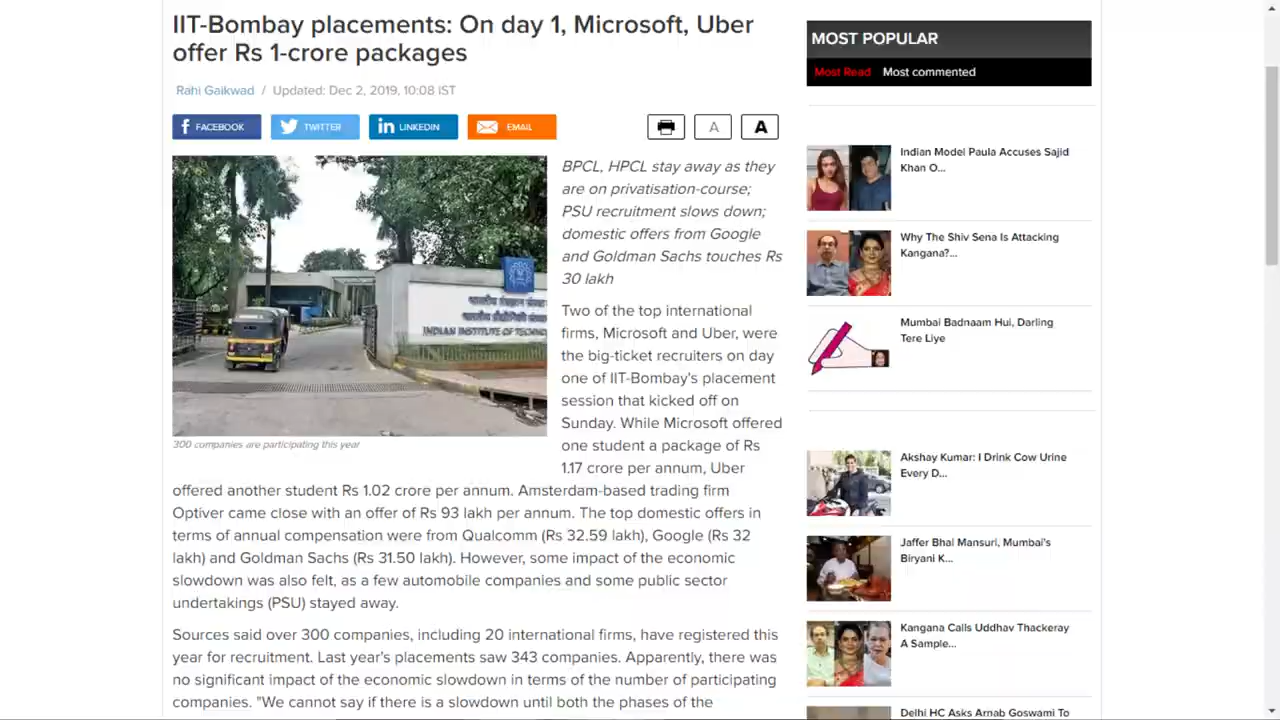 IIT-Bombay placements: On day 1, Microsoft, Uber
offer Rs 1-crore packages
Rahi Gaikwad / Updated: Dec 2, 2019, 10:08 IST
FACEBOOK
TWITTER
LINKEDIN
EMAIL
A
A
भारतीय
INDIAN INSTITUTE OF
300 companies are participating this year
BPCL, HPCL stay away as they
are on privatisation-course;
PSU recruitment slows down;
domestic offers from Google
and Goldman Sachs touches Rs
30 lakh
Two of the top international
firms, Microsoft and Uber, were
the big-ticket recruiters on day
one of IIT-Bombay's placement
session that kicked off on
Sunday. While Microsoft offered
one student a package of Rs
1.17 crore per annum, Uber
offered another student Rs 1.02 crore per annum. Amsterdam-based trading firm
Optiver came close with an offer of Rs 93 lakh per annum. The top domestic offers in
terms of annual compensation were from Qualcomm (Rs 32.59 lakh), Google (Rs 32
lakh) and Goldman Sachs (Rs 31.50 lakh). However, some impact of the economic
slowdown was also felt, as a few automobile companies and some public sector
undertakings (PSU) stayed away.
Sources said over 300 companies, including 20 international firms, have registered this
year for recruitment. Last year's placements saw 343 companies. Apparently, there was
no significant impact of the economic slowdown in terms of the number of participating
companies. "We cannot say if there is a slowdown until both the phases of the
MOST POPULAR
Most Read Most commented
Indian Model Paula Accuses Sajid
Khan O...
Why The Shiv Sena Is Attacking
Kangana?...
Mumbai Badnaam Hui, Darling
Tere Liye
Akshay Kumar: I Drink Cow Urine
Every D...
Jaffer Bhai Mansuri, Mumbai's
Biryani K...
Kangana Calls Uddhav Thackeray
A Sample...
Delhi HC Asks Arnab Goswami To